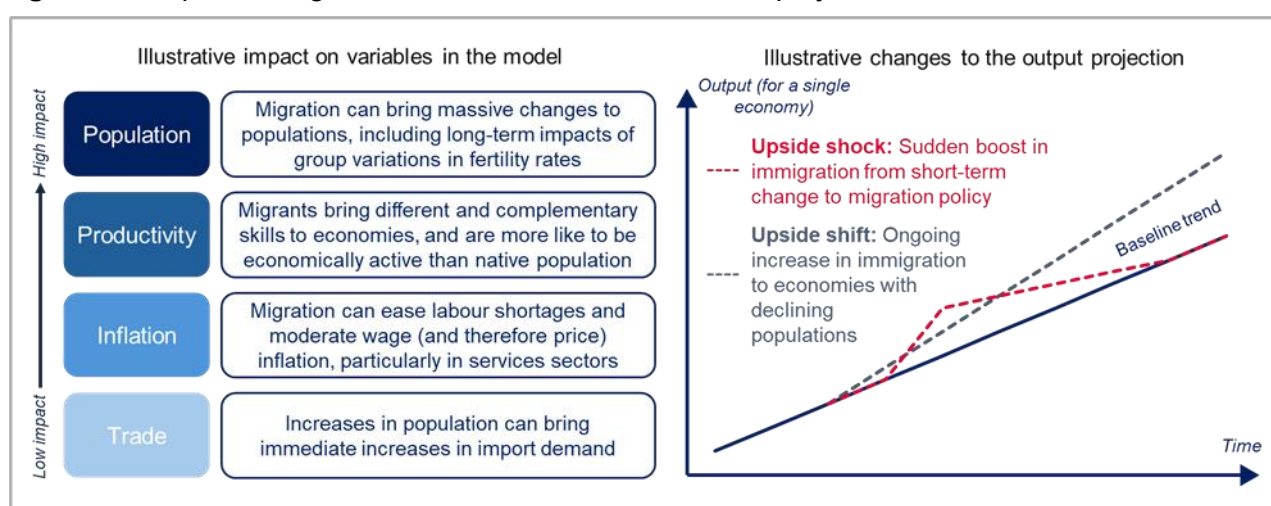 Illustrative impact on variables in the model
High impact
Low impact
Population
Migration can bring massive changes to
populations, including long-term impacts of
group variations in fertility rates
Productivity
Migrants bring different and complementary
skills to economies, and are more like to be
economically active than native population
Inflation
Migration can ease labour shortages and
moderate wage (and therefore price)
inflation, particularly in services sectors
Trade
Increases in population can bring
immediate increases in import demand
Illustrative changes to the output projection
Output (for a single
economy)
Upside shock: Sudden boost in
immigration from short-term
change to migration policy
Upside shift: Ongoing
increase in immigration
to economies with
declining
populations
Baseline trend
Time